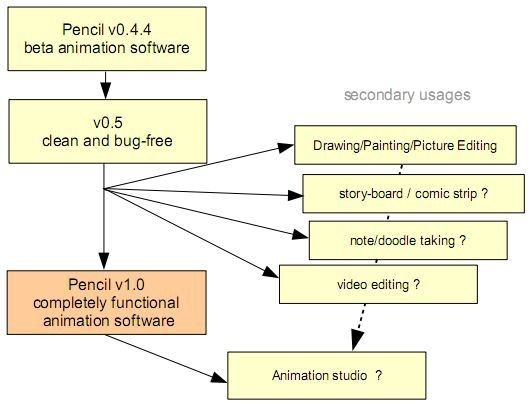 Pencil v0.4.4
beta animation software
v0.5
clean and bug-free
secondary usages
Drawing/Painting/Picture Editing
story-board / comic strip ?
note/doodle taking ?
video editing ?
Pencil v1.0
completely functional
animation software
Animation studio ?